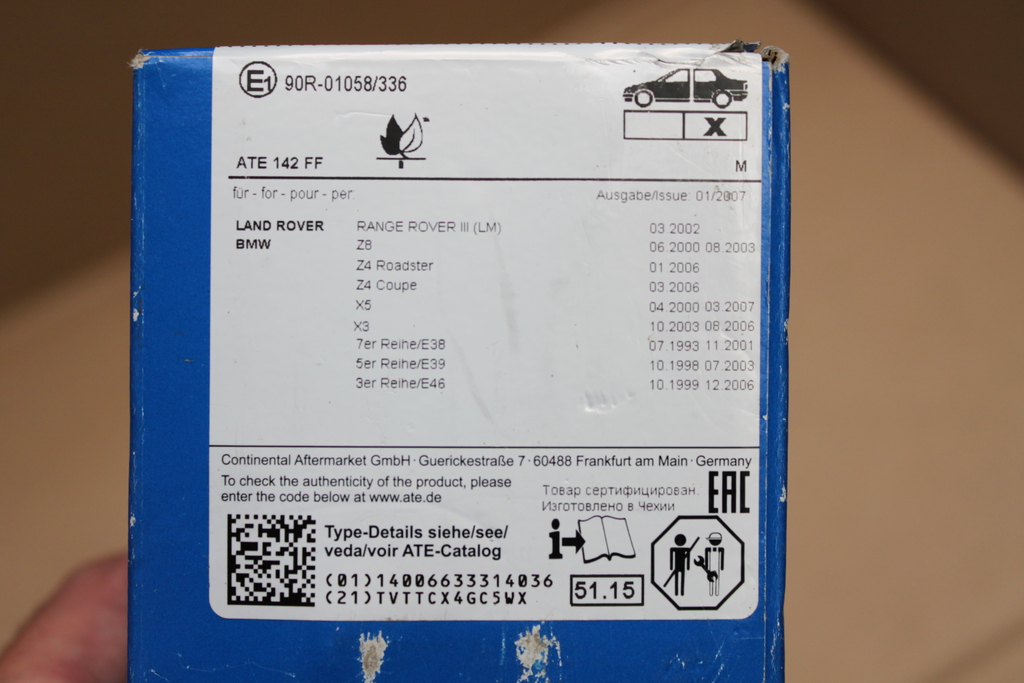 E1 90R-01058/336
X
ATE 142 FF M
für - for - pour - per: Ausgabe/Issue: 01/2007
LAND ROVER RANGE ROVER III (LM) 03.2002
BMW Z8 06.2000 08.2003
Z4 Roadster 01.2006
Z4 Coupe 03.2006
X5 04.2000 03.2007
X3 10.2003 08.2006
7er Reihe/E38 07.1993 11.2001
5er Reihe/E39 10.1998 07.2003
3er Reihe/E46 10.1999 12.2006
Continental Aftermarket GmbH · Guerickestraße 7 · 60488 Frankfurt am Main · Germany
To check the authenticity of the product, please
enter the code below at www.ate.de
Товар сертифицирован.
Изготовлено в Чехии
EAC
Type-Details siehe/see/
veda/voir ATE-Catalog
i
(01)14006633314036
(21)TVTTCX4GC5WX
51.15